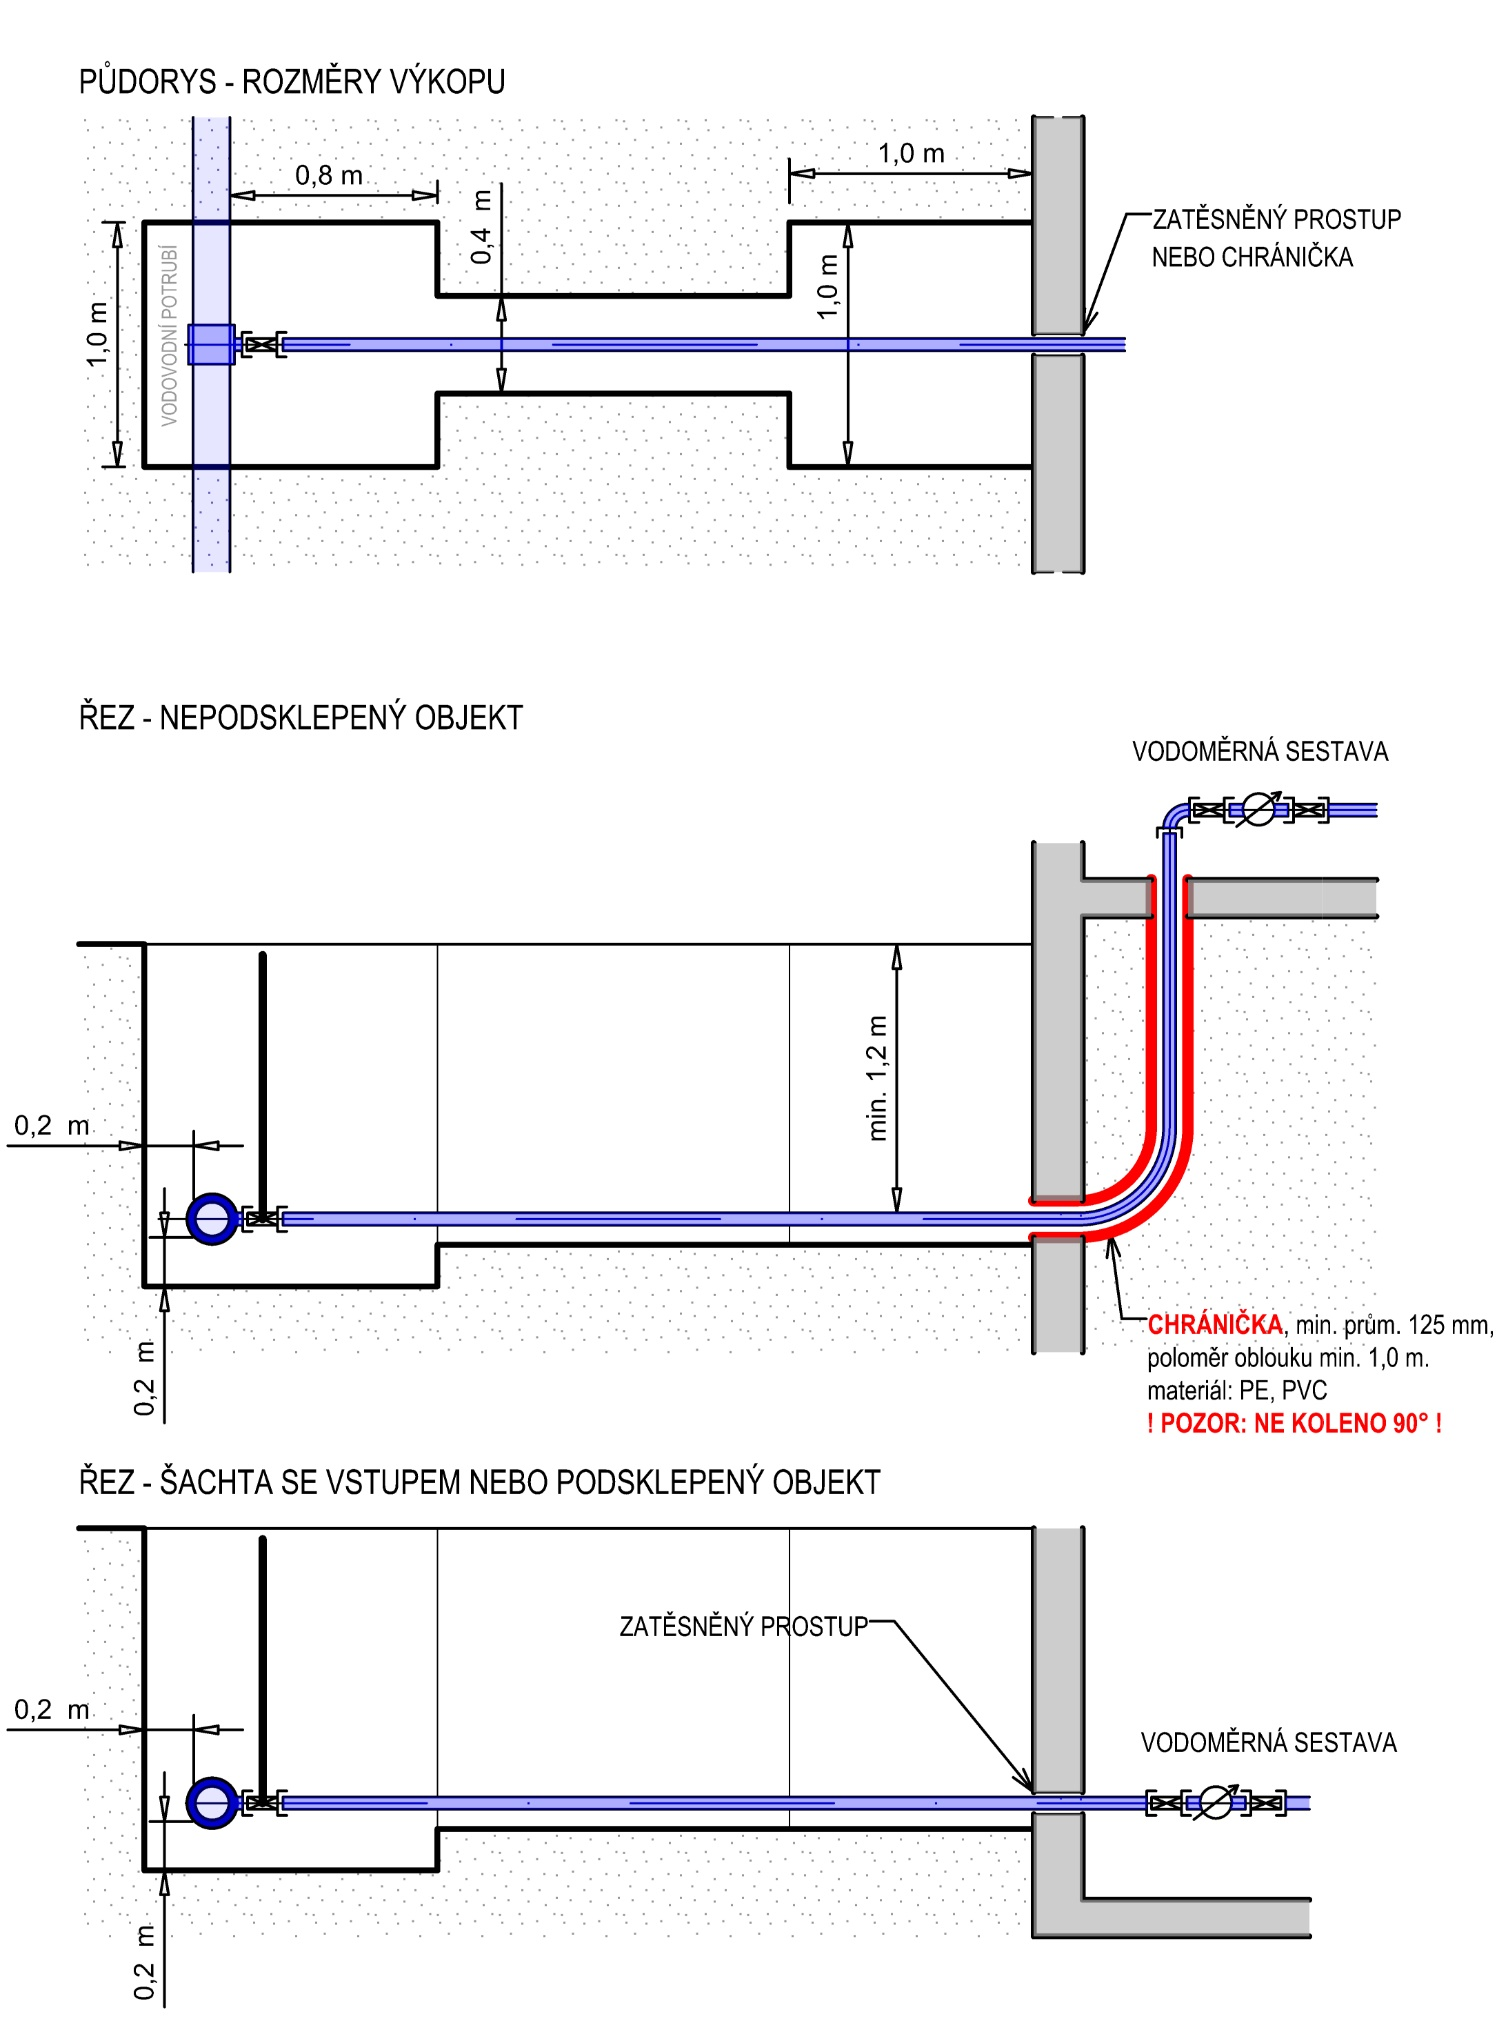 PŮDORYS - ROZMĚRY VÝKOPU
1,0 m
0,8 m
0,4 m
ZATĚSNĚNÝ PROSTUP
NEBO CHRÁNIČKA
VODOVODNÍ POTRUBÍ
1,0 m
1,0 m
ŘEZ - NEPODSKLEPENÝ OBJEKT
VODOMĚRNÁ SESTAVA
min. 1,2 m
0,2 m
0,2 m
CHRÁNIČKA, min. prům. 125 mm,
poloměr oblouku min. 1,0 m.
materiál: PE, PVC
! POZOR: NE KOLENO 90° !
ŘEZ - ŠACHTA SE VSTUPEM NEBO PODSKLEPENÝ OBJEKT
ZATĚSNĚNÝ PROSTUP
0,2 m
VODOMĚRNÁ SESTAVA
0,2 m